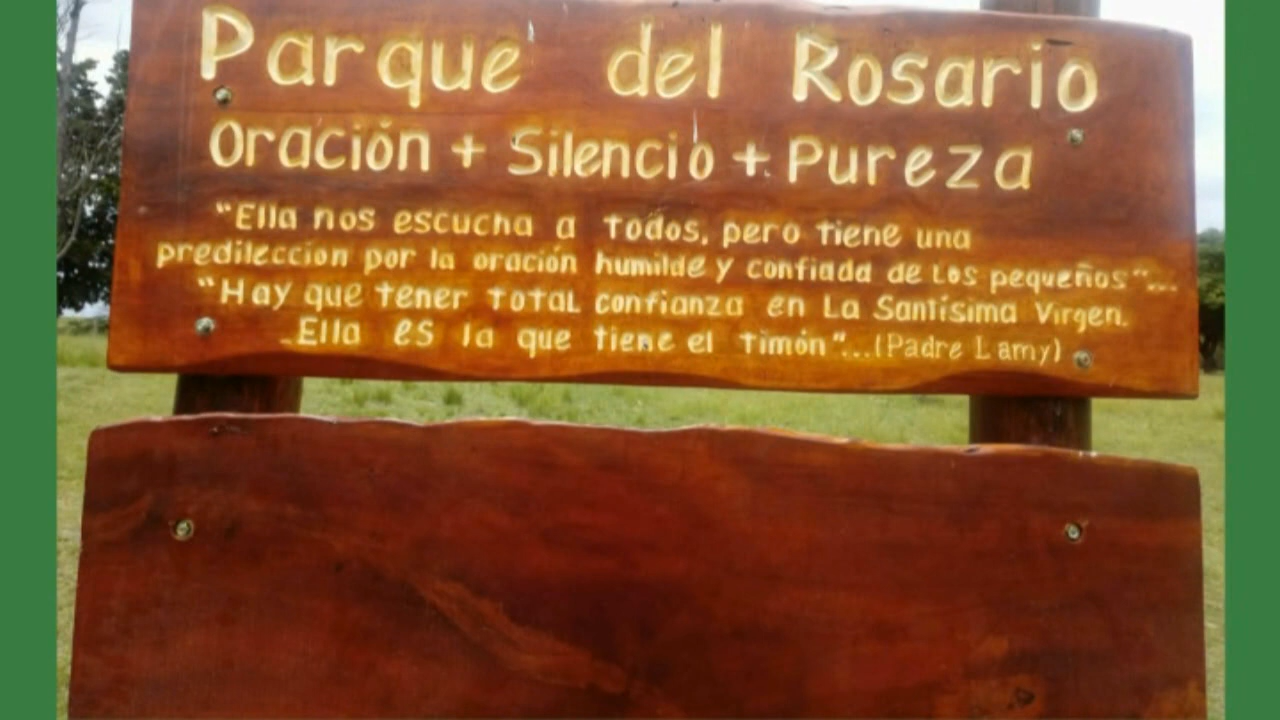 Parque del Rosario
Oración + Silencio + Pureza
"Ella nos escucha a Todos, pero tiene una
predileccion por la oración humilde y confiada de Los pequeños"...
"Hay que tener TOTAL confianza en La Santísima Virgen.
Ella es la que tiene el timón"...(Padre Lamy)